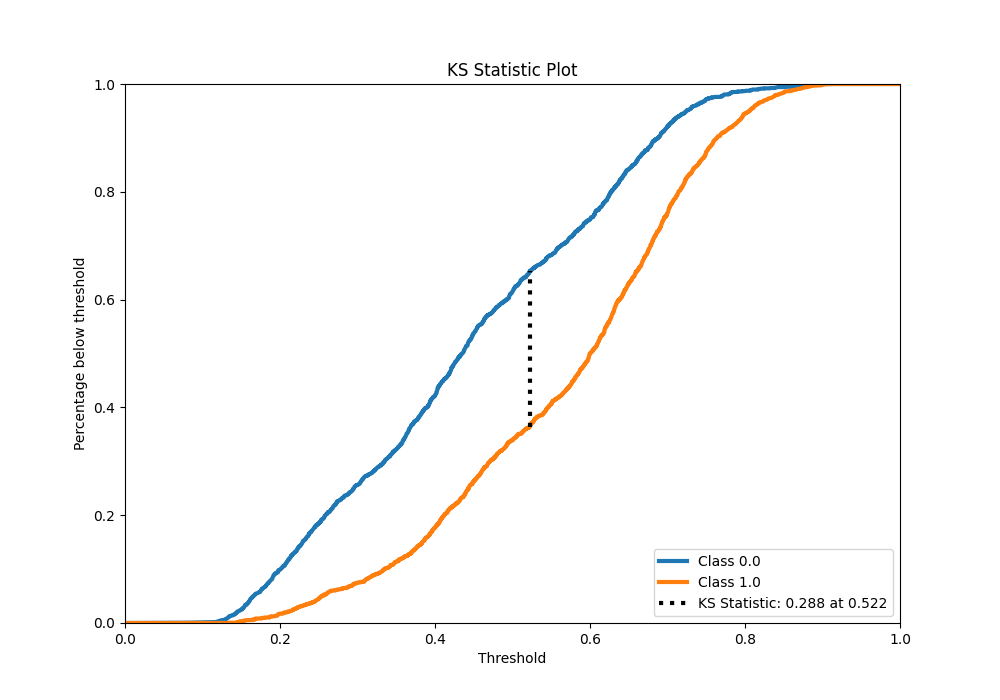 KS Statistic Plot
Percentage below threshold
1.0
0.8
0.6
0.4
0.2
0.0
0.0 0.2 0.4 0.6 0.8 1.0
Threshold
Class 0.0
Class 1.0
KS Statistic: 0.288 at 0.522